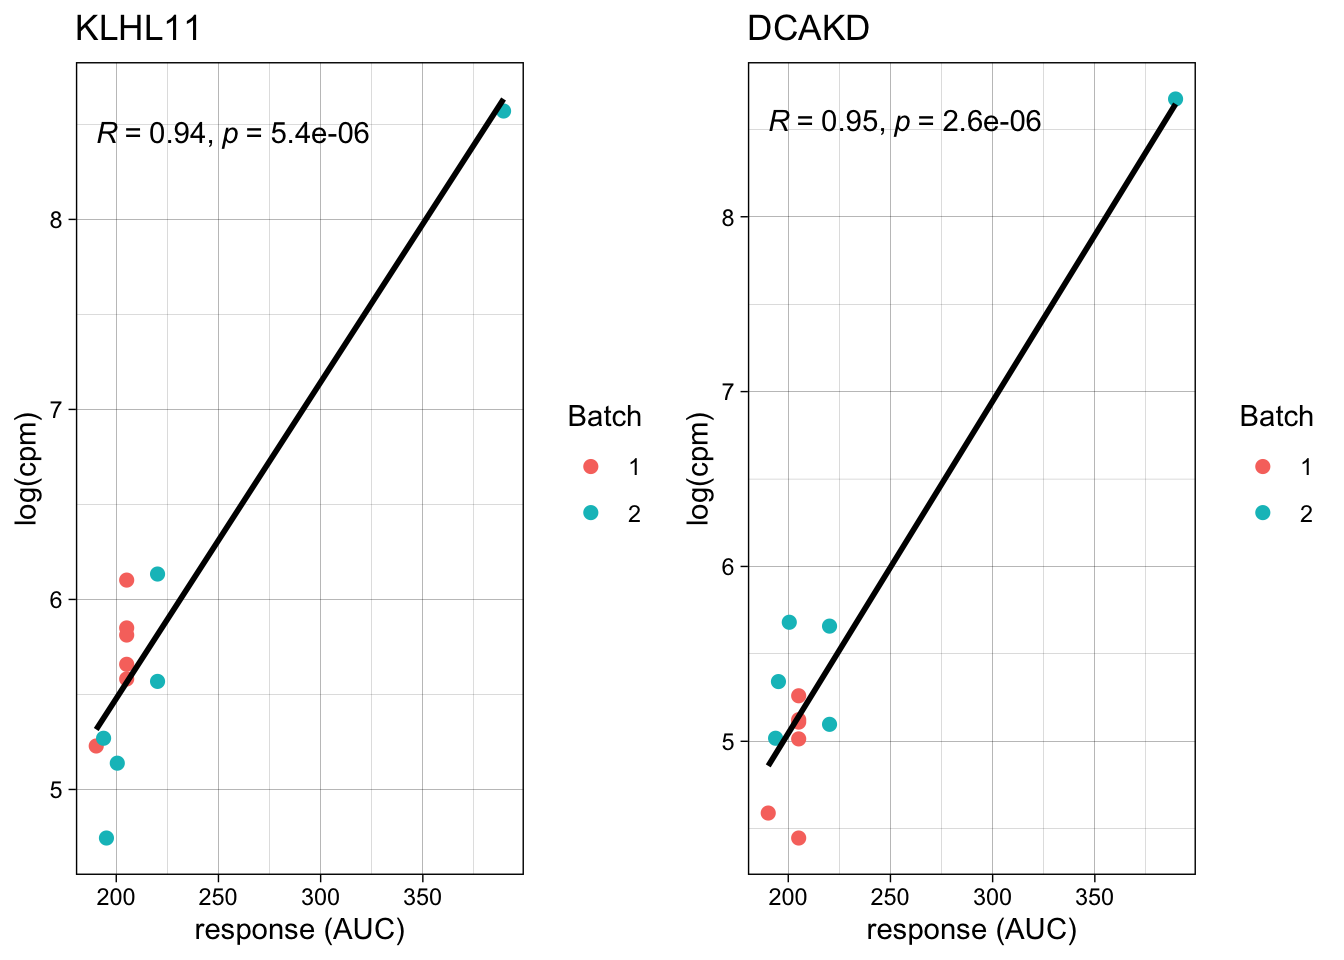 KLHL11
R = 0.94, p = 5.4e-06
8
7
6
5
log(cpm)
200 250 300 350
response (AUC)
Batch
1
2
DCAKD
R = 0.95, p = 2.6e-06
8
7
6
5
log(cpm)
200 250 300 350
response (AUC)
Batch
1
2